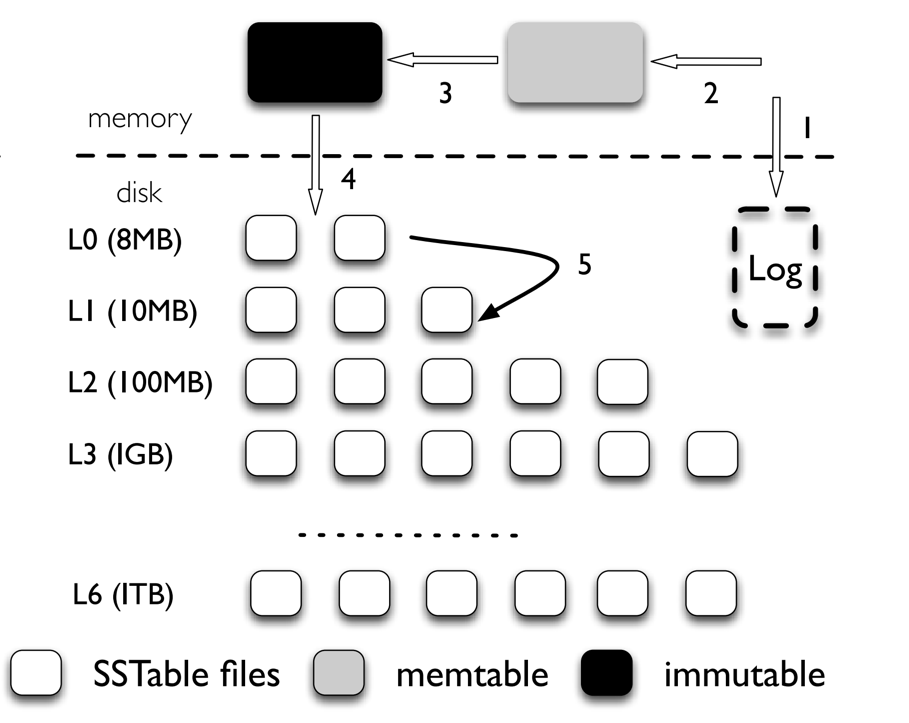 3
2
memory
1
disk
4
L0 (8MB)
5
Log
L1 (10MB)
L2 (100MB)
L3 (1GB)
L6 (1TB)
SSTable files
memtable
immutable